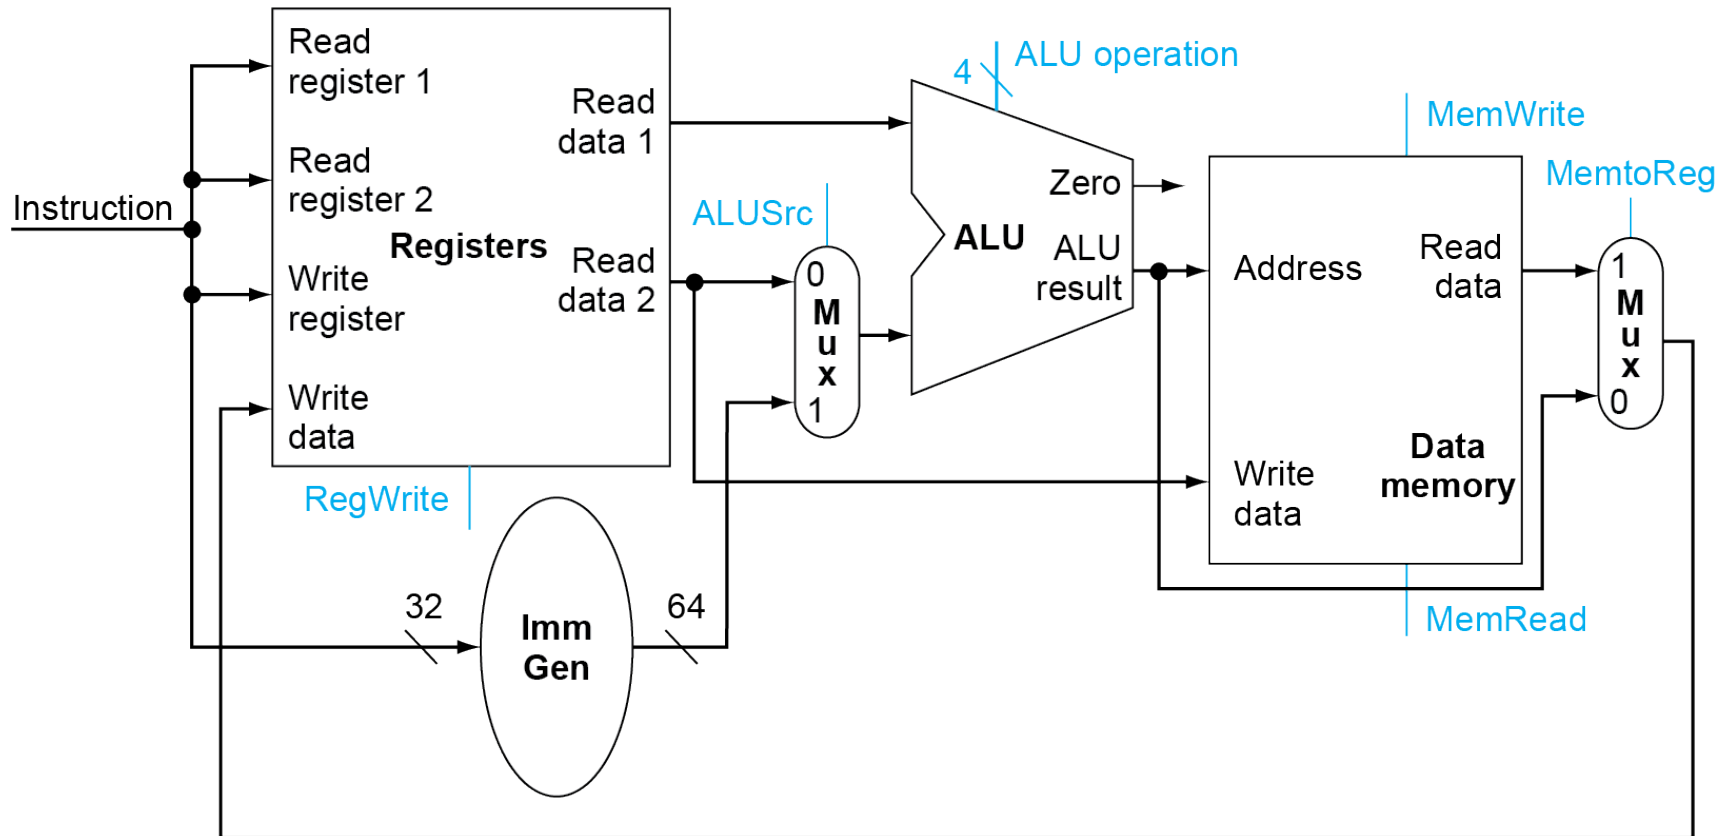 Instruction
Read
register 1
Read
register 2
Write
register
Write
data
Registers
Read
data 1
Read
data 2
RegWrite
32
Imm
Gen
64
ALUSrc
0
M
u
x
1
4
ALU operation
ALU
Zero
ALU
result
MemWrite
Address
Read
data
Write
data
Data
memory
MemRead
MemtoReg
1
M
u
x
0